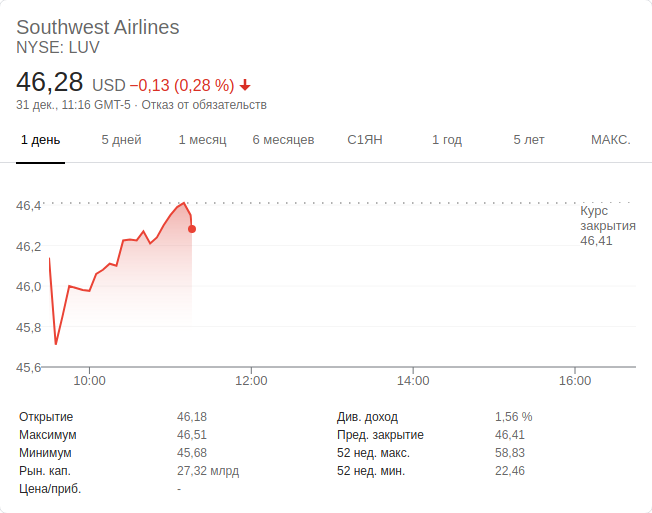 Southwest Airlines
NYSE: LUV
46,28 USD −0,13 (0,28 %)
31 дек., 11:16 GMT-5 · Отказ от обязательств
1 день 5 дней 1 месяц 6 месяцев С1ЯН 1 год 5 лет МАКС.
46,4
46,2
46,0
45,8
45,6
Курс
закрытия
46,41
10:00 12:00 14:00 16:00
Открытие 46,18 Див. доход 1,56 %
Максимум 46,51 Пред. закрытие 46,41
Минимум 45,68 52 нед. макс. 58,83
Рын. кап. 27,32 млрд 52 нед. мин. 22,46
Цена/приб. -